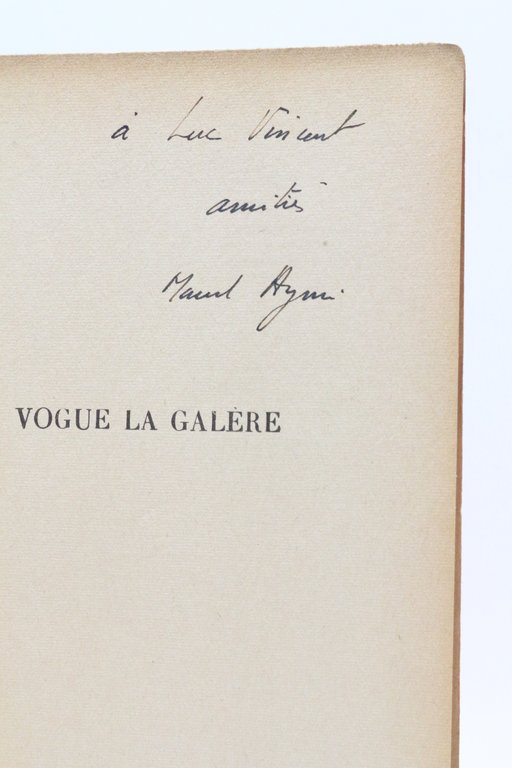 à Luc Vincent
amitiés
Marcel Aymé
VOGUE LA GALÈRE